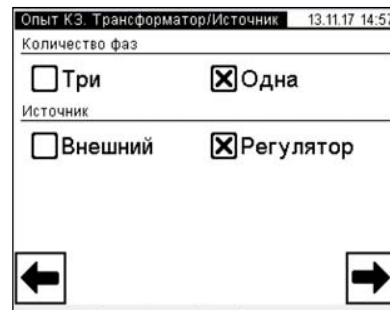 Опыт КЗ. Трансформатор/Источник 13.11.17 14:57
Количество фаз
Три Одна
Источник
Внешний Регулятор